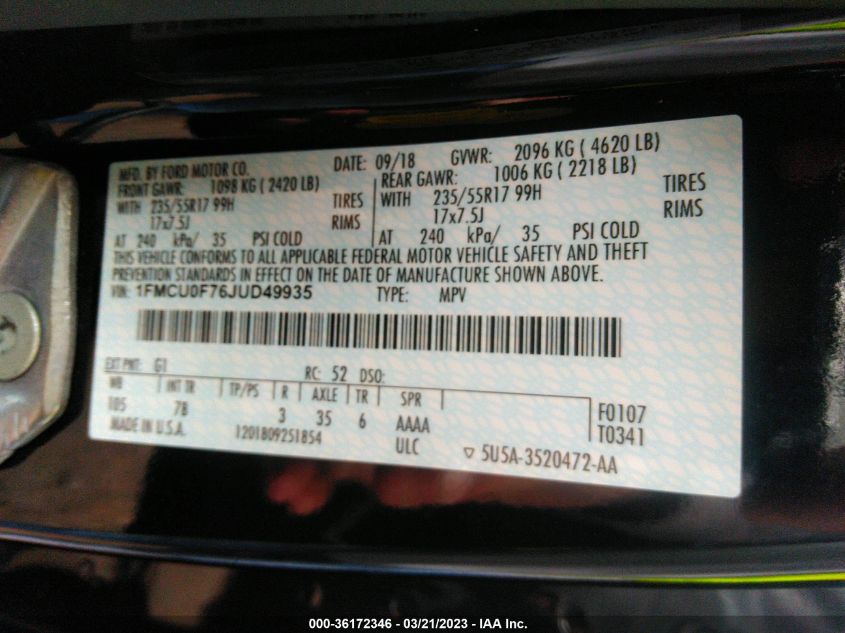 MFD. BY FORD MOTOR CO. DATE: 09/18 GVWR: 2096 KG ( 4620 LB)
FRONT GAWR: 1098 KG ( 2420 LB) REAR GAWR: 1006 KG ( 2218 LB)
WITH 235/55R17 99H TIRES WITH 235/55R17 99H TIRES
17x7.5J RIMS 17x7.5J RIMS
AT 240 kPa/ 35 PSI COLD AT 240 kPa/ 35 PSI COLD
THIS VEHICLE CONFORMS TO ALL APPLICABLE FEDERAL MOTOR VEHICLE SAFETY AND THEFT
PREVENTION STANDARDS IN EFFECT ON THE DATE OF MANUFACTURE SHOWN ABOVE.
VIN: 1FMCU0F76JUD49935 TYPE: MPV
EXT PNT: G1 RC: 52 DSO:
WB INT TR TP/PS R AXLE TR SPR
105 7B 3 35 6 AAAA F0107
MADE IN U.S.A. 1201809251854 ULC T0341
5U5A-3520472-AA
000-36172346 - 03/21/2023 - IAA Inc.